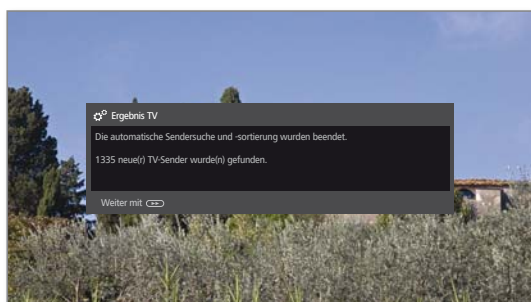 Ergebnis TV
Die automatische Sendersuche und -sortierung wurden beendet.
1335 neue(r) TV-Sender wurde(n) gefunden.
Weiter mit